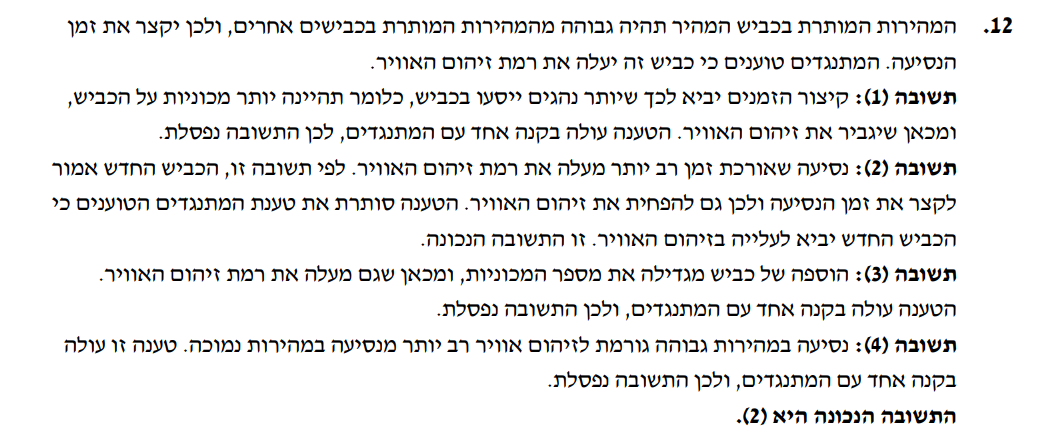 12. המהירות המותרת בכביש המהיר תהיה גבוהה מהמהירות המותרת בכבישים אחרים, ולכן יקצר את זמן
הנסיעה. המתנגדים טוענים כי כביש זה יעלה את רמת זיהום האוויר.
תשובה (1): קיצור הזמנים יביא לכך שיותר נהגים ייסעו בכביש, כלומר תהיינה יותר מכוניות על הכביש,
ומכאן שיגביר את זיהום האוויר. הטענה עולה בקנה אחד עם המתנגדים, לכן התשובה נפסלת.
תשובה (2): נסיעה שאורכת זמן רב יותר מעלה את רמת זיהום האוויר. לפי תשובה זו, הכביש החדש אמור
לקצר את זמן הנסיעה ולכן גם להפחית את זיהום האוויר. הטענה סותרת את טענת המתנגדים הטוענים כי
הכביש החדש יביא לעלייה בזיהום האוויר. זו התשובה הנכונה.
תשובה (3): הוספה של כביש מגדילה את מספר המכוניות, ומכאן שגם מעלה את רמת זיהום האוויר.
הטענה עולה בקנה אחד עם המתנגדים, ולכן התשובה נפסלת.
תשובה (4): נסיעה במהירות גבוהה גורמת לזיהום אוויר רב יותר מנסיעה במהירות נמוכה. טענה זו עולה
בקנה אחד עם המתנגדים, ולכן התשובה נפסלת.
התשובה הנכונה היא (2).